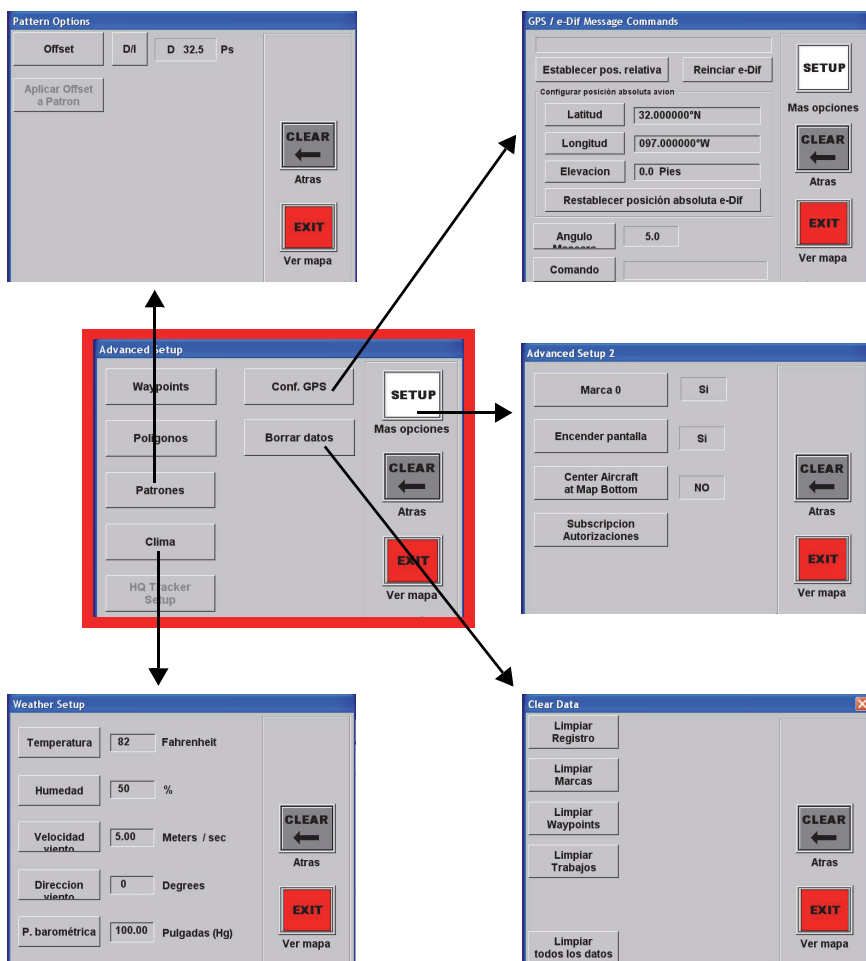 Pattern Options
Offset D/I D 32.5 Ps
Aplicar Offset
a Patron
CLEAR
Atras
EXIT
Ver mapa
GPS / e-Dif Message Commands
Establecer pos. relativa Reinciar e-Dif
Configurar posición absoluta avion
Latitud 32.000000°N
Longitud 097.000000°W
Elevacion 0.0 Pies
Restablecer posición absoluta e-Dif
Angulo 5.0
Comando
SETUP
Mas opciones
CLEAR
Atras
EXIT
Ver mapa
Advanced Setup
Waypoints Conf. GPS
Poligonos Borrar datos
Patrones
Clima
HQ Tracker
Setup
SETUP
Mas opciones
CLEAR
Atras
EXIT
Ver mapa
Advanced Setup 2
Marca 0 Si
Encender pantalla Si
Center Aircraft
at Map Bottom NO
Subscripcion
Autorizaciones
CLEAR
Atras
EXIT
Ver mapa
Weather Setup
Temperatura 82 Fahrenheit
Humedad 50 %
Velocidad
viento 5.00 Meters / sec
Direccion
viento 0 Degrees
P. barométrica 100.00 Pulgadas (Hg)
CLEAR
Atras
EXIT
Ver mapa
Clear Data
Limpiar
Registro
Limpiar
Marcas
Limpiar
Waypoints
Limpiar
Trabajos
Limpiar
todos los datos
CLEAR
Atras
EXIT
Ver mapa